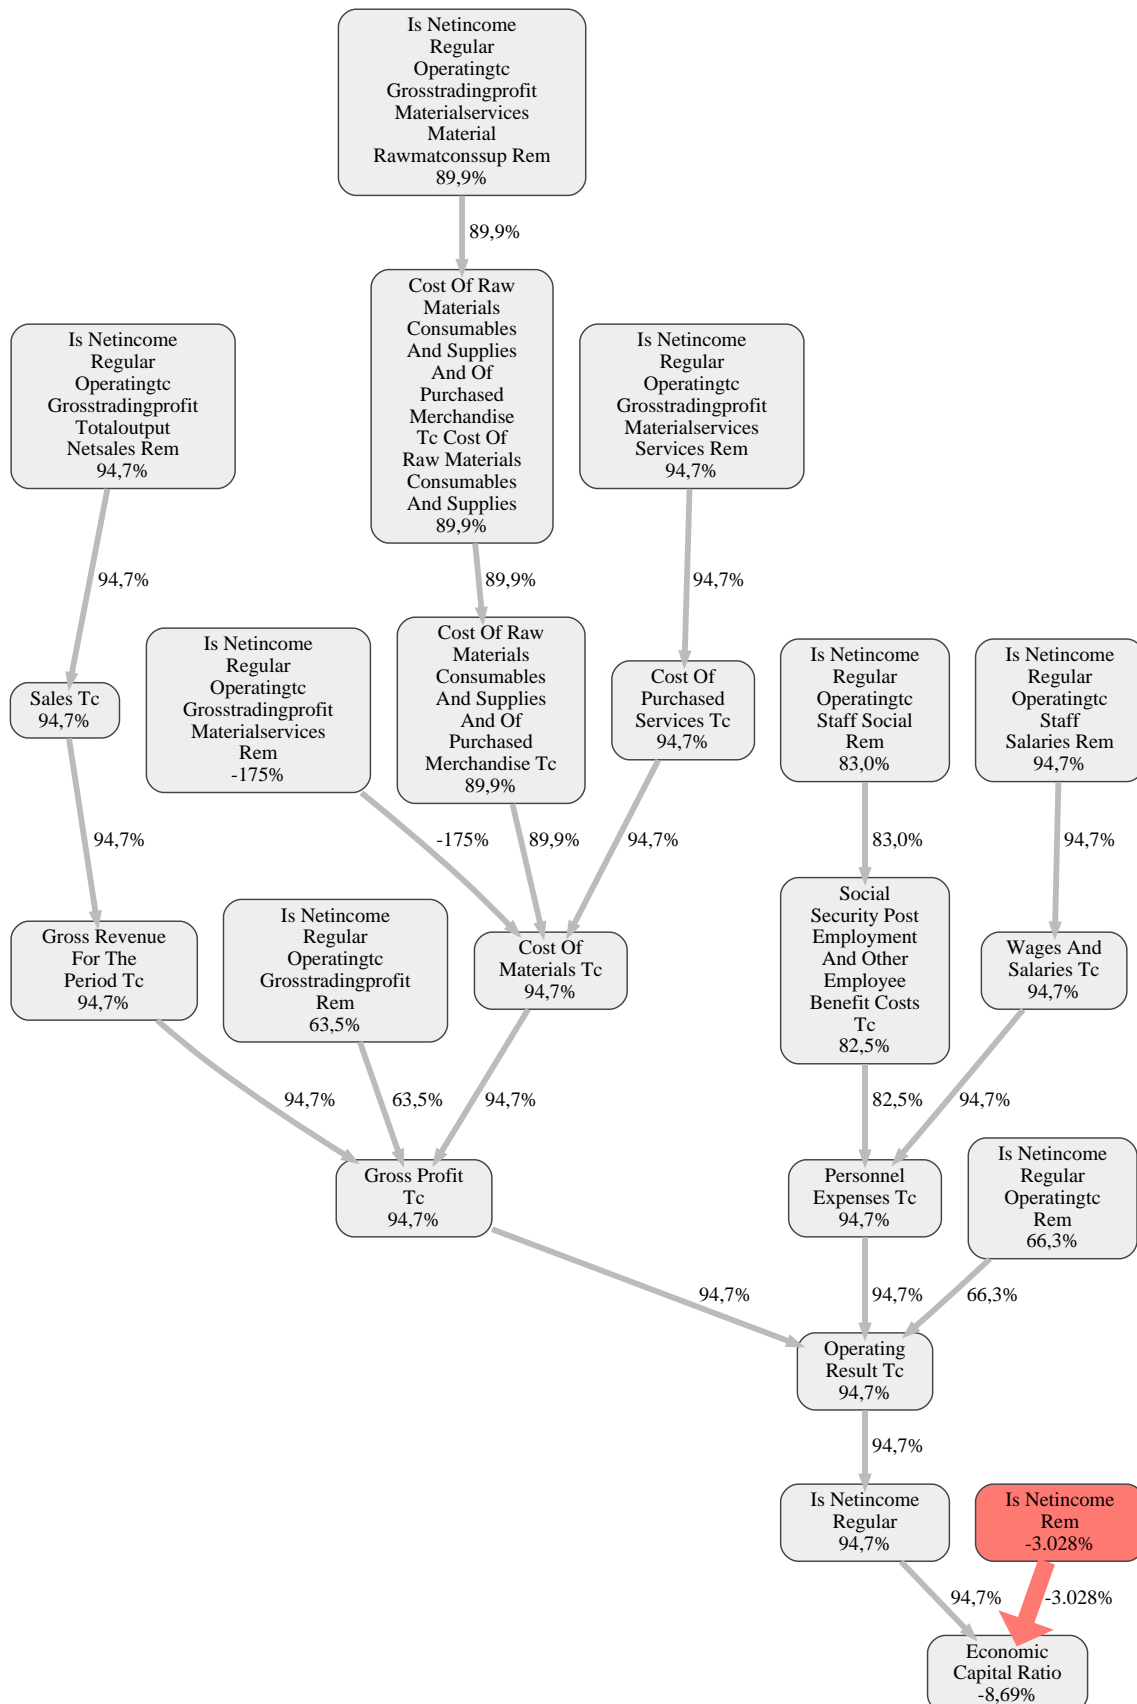 Is Netincome
Regular
Operatingtc
Grosstradingprofit
Materialservices
Material
Rawmatconssup Rem
89,9%
89,9%
Cost Of Raw
Materials
Consumables
And Supplies
And Of
Purchased
Merchandise
Tc Cost Of
Raw Materials
Consumables
And Supplies
89,9%
Is Netincome
Regular
Operatingtc
Grosstradingprofit
Totaloutput
Netsales Rem
94,7%
Is Netincome
Regular
Operatingtc
Grosstradingprofit
Materialservices
Services Rem
94,7%
94,7%
89,9%
94,7%
Sales Tc
94,7%
Is Netincome
Regular
Operatingtc
Grosstradingprofit
Materialservices
Rem
-175%
Cost Of Raw
Materials
Consumables
And Supplies
And Of
Purchased
Merchandise Tc
89,9%
Cost Of
Purchased
Services Tc
94,7%
Is Netincome
Regular
Operatingtc
Staff Social
Rem
83,0%
Is Netincome
Regular
Operatingtc
Staff
Salaries Rem
94,7%
94,7%
-175%
89,9%
94,7%
83,0%
94,7%
Gross Revenue
For The
Period Tc
94,7%
Is Netincome
Regular
Operatingtc
Grosstradingprofit
Rem
63,5%
Cost Of
Materials Tc
94,7%
Social
Security Post
Employment
And Other
Employee
Benefit Costs
Tc
82,5%
Wages And
Salaries Tc
94,7%
94,7%
63,5%
94,7%
82,5%
94,7%
Gross Profit
Tc
94,7%
Personnel
Expenses Tc
94,7%
Is Netincome
Regular
Operatingtc
Rem
66,3%
94,7%
94,7%
66,3%
Operating
Result Tc
94,7%
94,7%
Is Netincome
Regular
94,7%
Is Netincome
Rem
-3.028%
94,7%
-3.028%
Economic
Capital Ratio
-8,69%